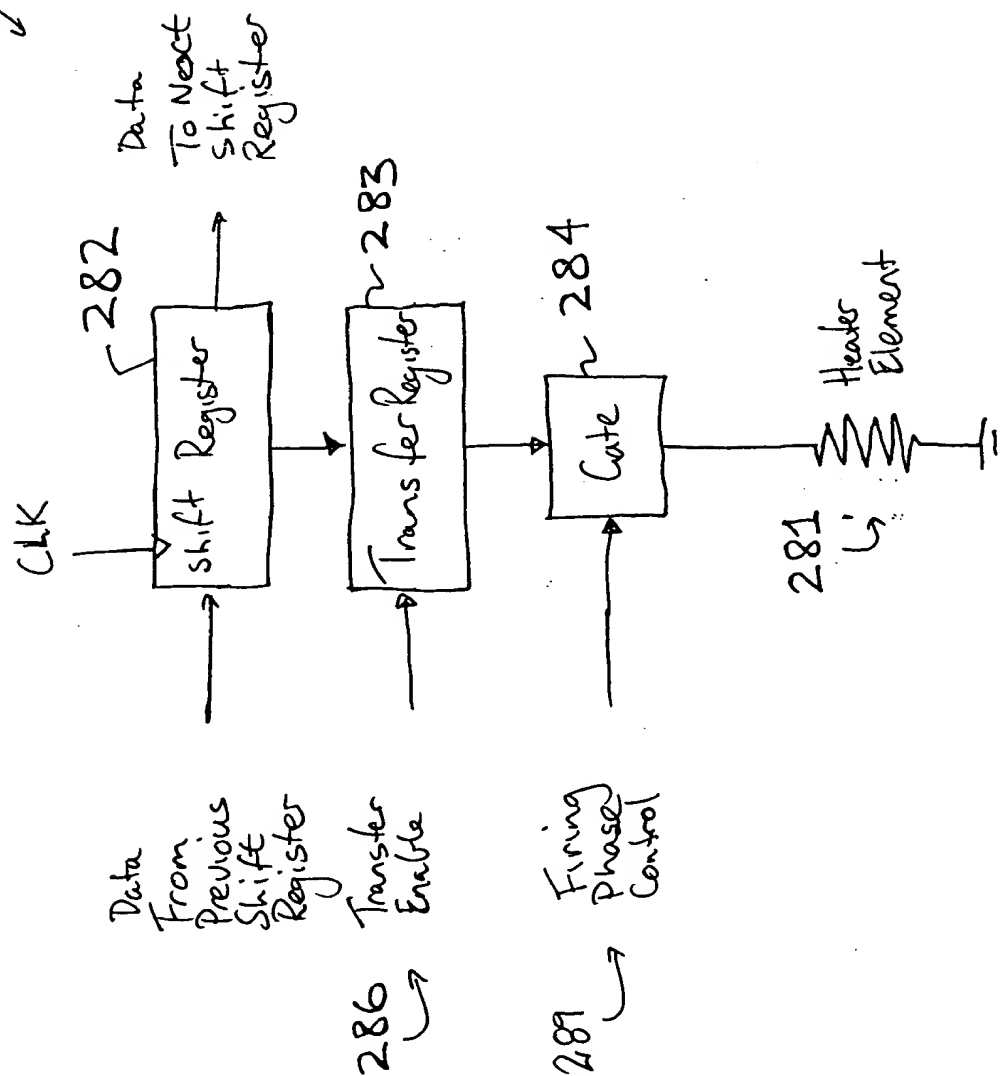 CLK
282
Data
To Next
Shift
Register
Data
From
Previous
Shift
Register
Shift Register
283
286
Transfer
Enable
Transfer Register
284
289
Firing
Phase
Control
Gate
281
Heater
Element